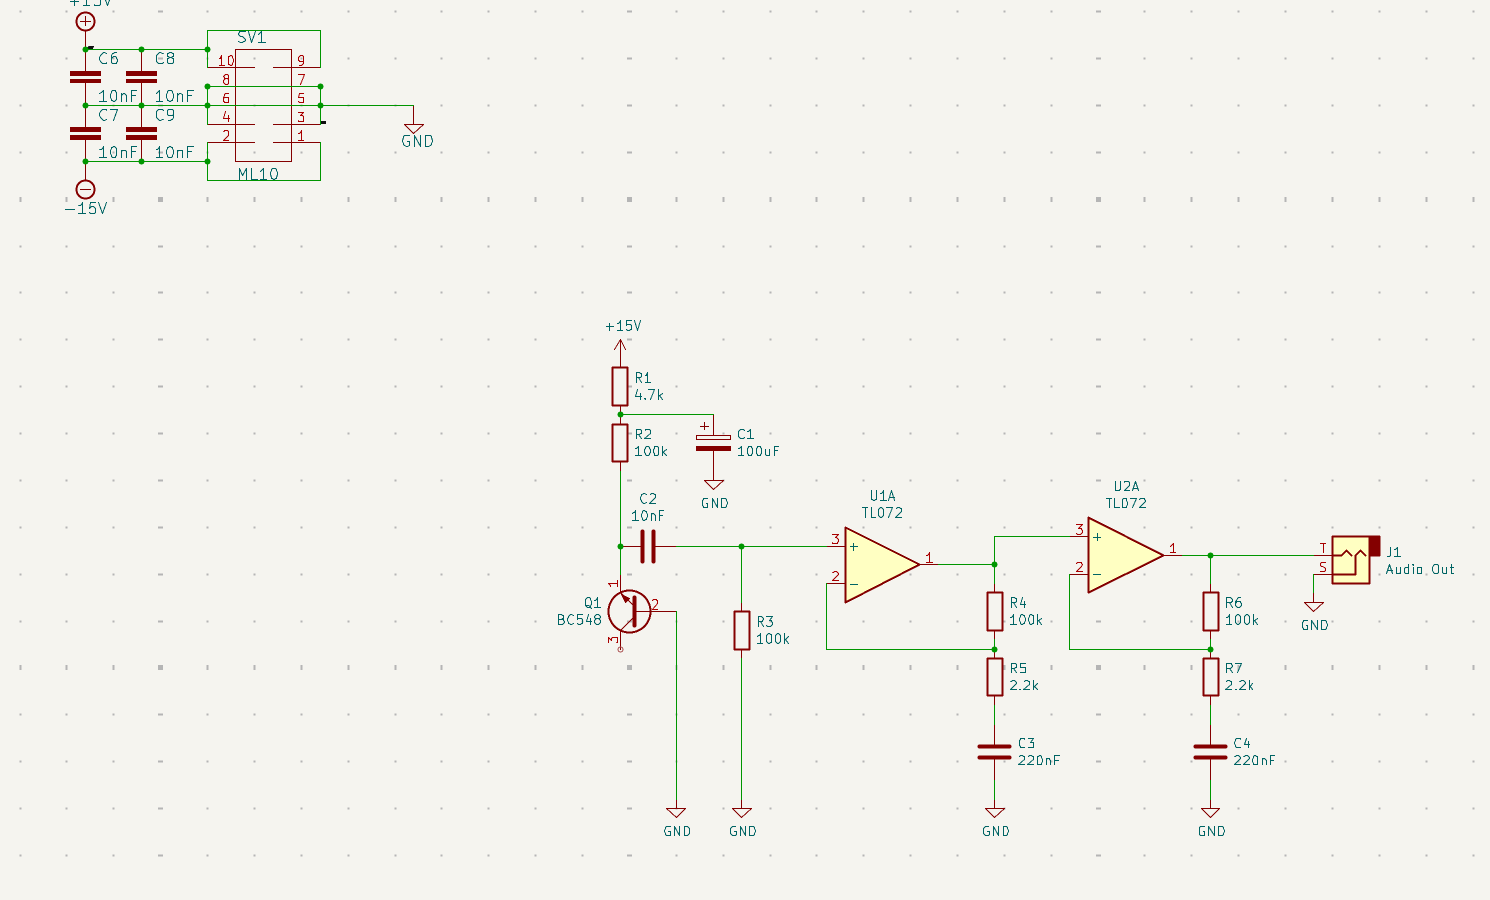 +15V
SV1
C6 C8
10 9
8 7
10nF 10nF
6 5
C7 C9
4 3
2 1
GND
10nF 10nF
ML10
-15V
+15V
R1
4.7k
R2
100k
+ C1
100uF
GND
C2
10nF
U1A
TL072
3 +
1
2 -
U2A
TL072
3 +
1
2 -
T
S
J1
Audio Out
GND
Q1
BC548
1
2
3
R3
100k
R4
100k
R5
2.2k
R6
100k
R7
2.2k
C3
220nF
C4
220nF
GND
GND
GND
GND